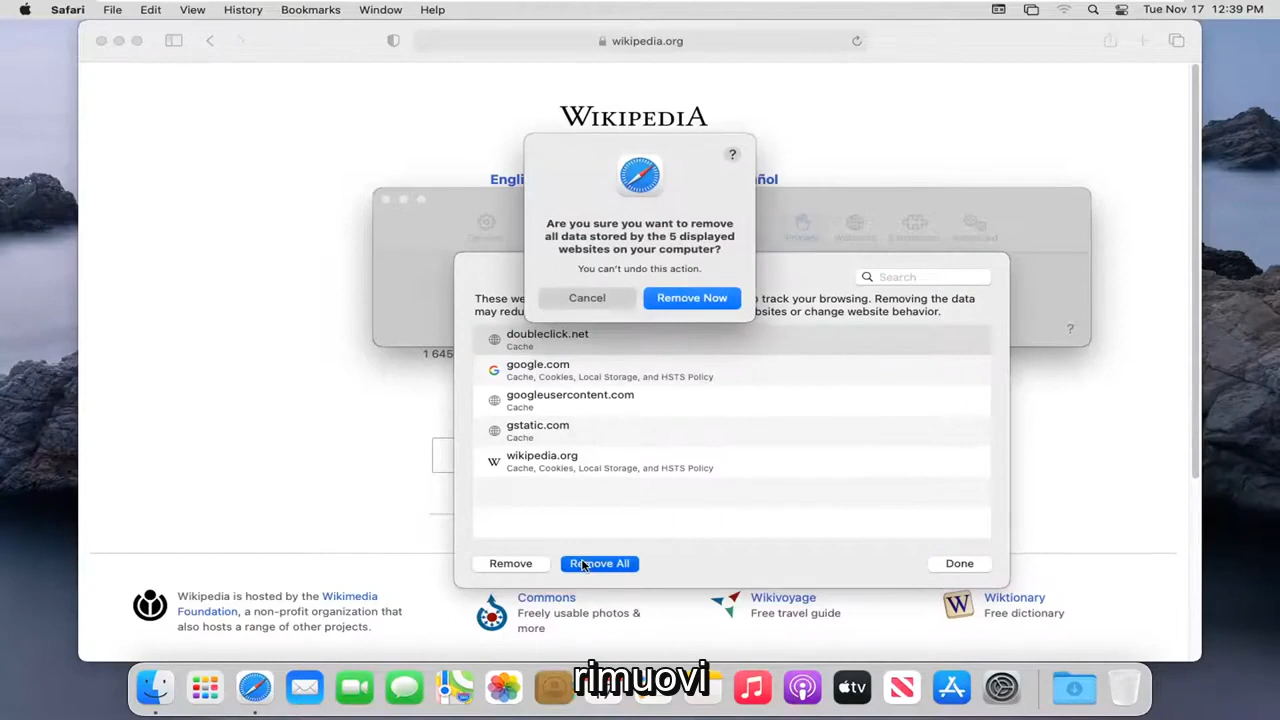 Safari File Edit View History Bookmarks Window Help Tue Nov 17 12:39 PM
wikipedia.org
WIKIPEDIA
Engli ñol
?
Are you sure you want to remove
all data stored by the 5 displayed
websites on your computer?
You can't undo this action.
Cancel Remove Now
Search
These we to track your browsing. Removing the data
may redu bsites or change website behavior.
?
1 645
doubleclick.net
Cache
google.com
Cache, Cookies, Local Storage, and HSTS Policy
googleusercontent.com
Cache
gstatic.com
Cache
wikipedia.org
Cache, Cookies, Local Storage, and HSTS Policy
Remove Remove All Done
Wikipedia is hosted by the Wikimedia
Foundation, a non-profit organization that
also hosts a range of other projects.
Commons
Freely usable photos &
more
Wikivoyage
Free travel guide
Wiktionary
Free dictionary
rimuovi
tv